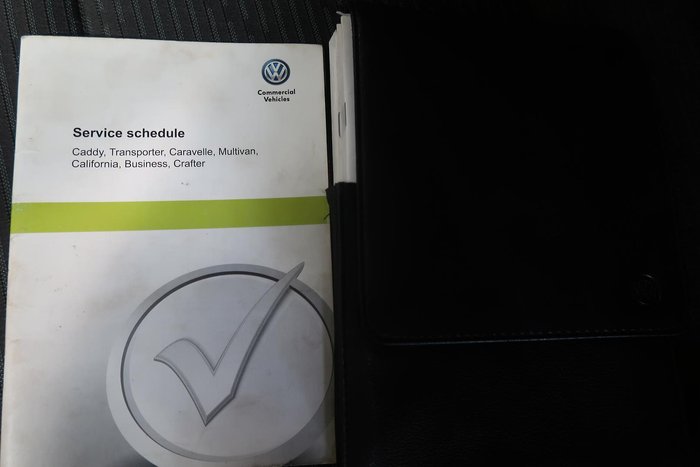 Commercial
Vehicles
Service schedule
Caddy, Transporter, Caravelle, Multivan,
California, Business, Crafter